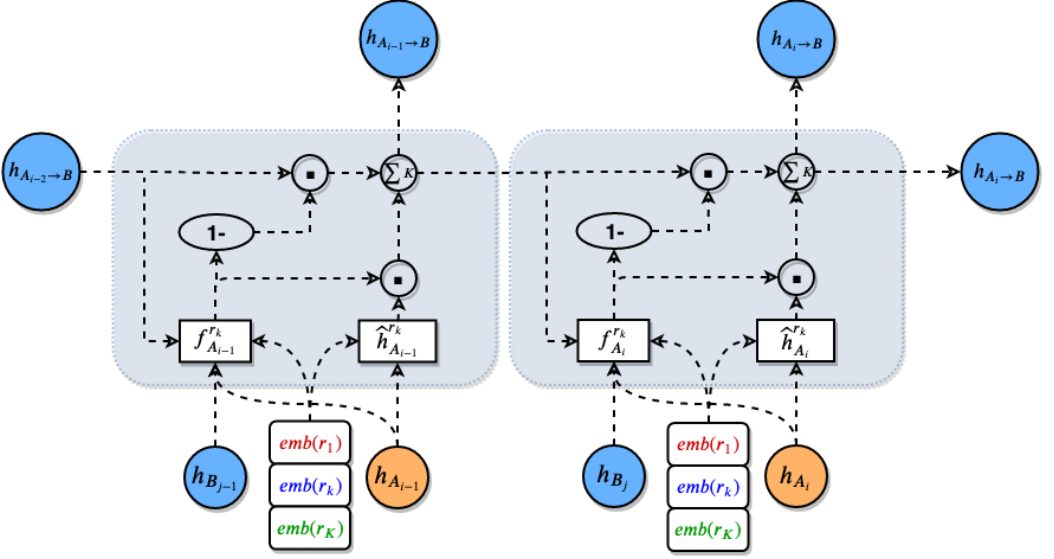 h_{A_{i-1}→B} h_{A_i→B}
h_{A_{i-2}→B} ∑ K ∑ K h_{A_i→B}
1- 1-
f^{r_k}_{A_{i-1}} ĥ^{r_k}_{A_{i-1}} f^{r_k}_{A_i} ĥ^{r_k}_{A_i}
emb(r_1) emb(r_1)
h_{B_{j-1}} emb(r_k) h_{A_{i-1}} h_{B_j} emb(r_k) h_{A_i}
emb(r_K) emb(r_K)